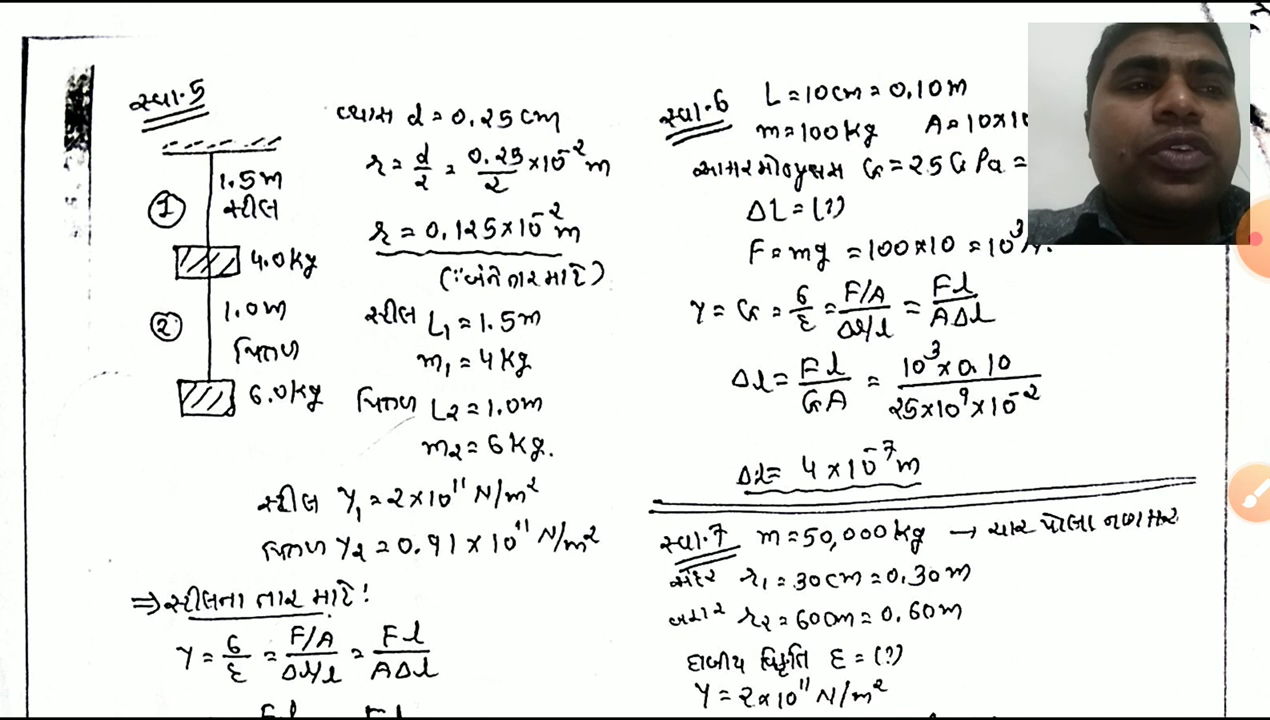 સ્વા.5
વ્યાસ d = 0.25 cm
r = d/2 = 0.25/2 × 10⁻² m
r = 0.125×10⁻² m
(∵ બંને તાર માટે)
① 1.5 m
સ્ટીલ
4.0 kg
② 1.0 m
પિતળ
6.0 kg
સ્ટીલ L₁ = 1.5 m
m₁ = 4 kg
પિતળ L₂ = 1.0 m
m₂ = 6 kg.
સ્ટીલ Y₁ = 2×10¹¹ N/m²
પિતળ Y₂ = 0.91×10¹¹ N/m²
⇒ સ્ટીલના તાર માટે:
Y = σ/ε = (F/A)/(Δl/l) = Fl/AΔl
સ્વા.6
L = 10 cm = 0.10 m
m = 100 kg A = 10×10
આકાર મોડ્યુલસ G = 25 GPa =
ΔL = (?)
F = mg = 100×10 = 10³ N.
Y = G = σ/ε = (F/A)/(Δl/l) = Fl/AΔl
Δl = Fl/GA = (10³×0.10)/(25×10⁹×10⁻²)
Δl = 4×10⁻⁷ m
સ્વા.7 m = 50,000 kg → ચાર પોલા નળાકાર
અંદર r₁ = 30 cm = 0.30 m
બહાર r₂ = 60 cm = 0.60 m
દાબીય વિકૃતિ ε = (?)
Y = 2×10¹¹ N/m²